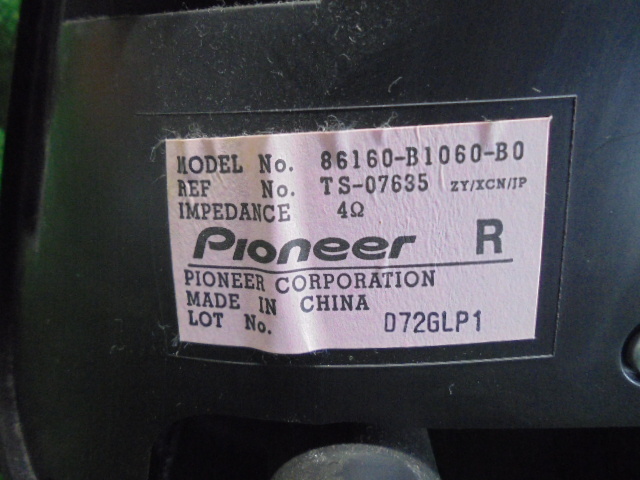 MODEL No. 86160-B1060-B0
REF No. TS-07635 ZY/XCN/JP
IMPEDANCE 4Ω
Pioneer R
PIONEER CORPORATION
MADE IN CHINA
LOT No. D72GLP1